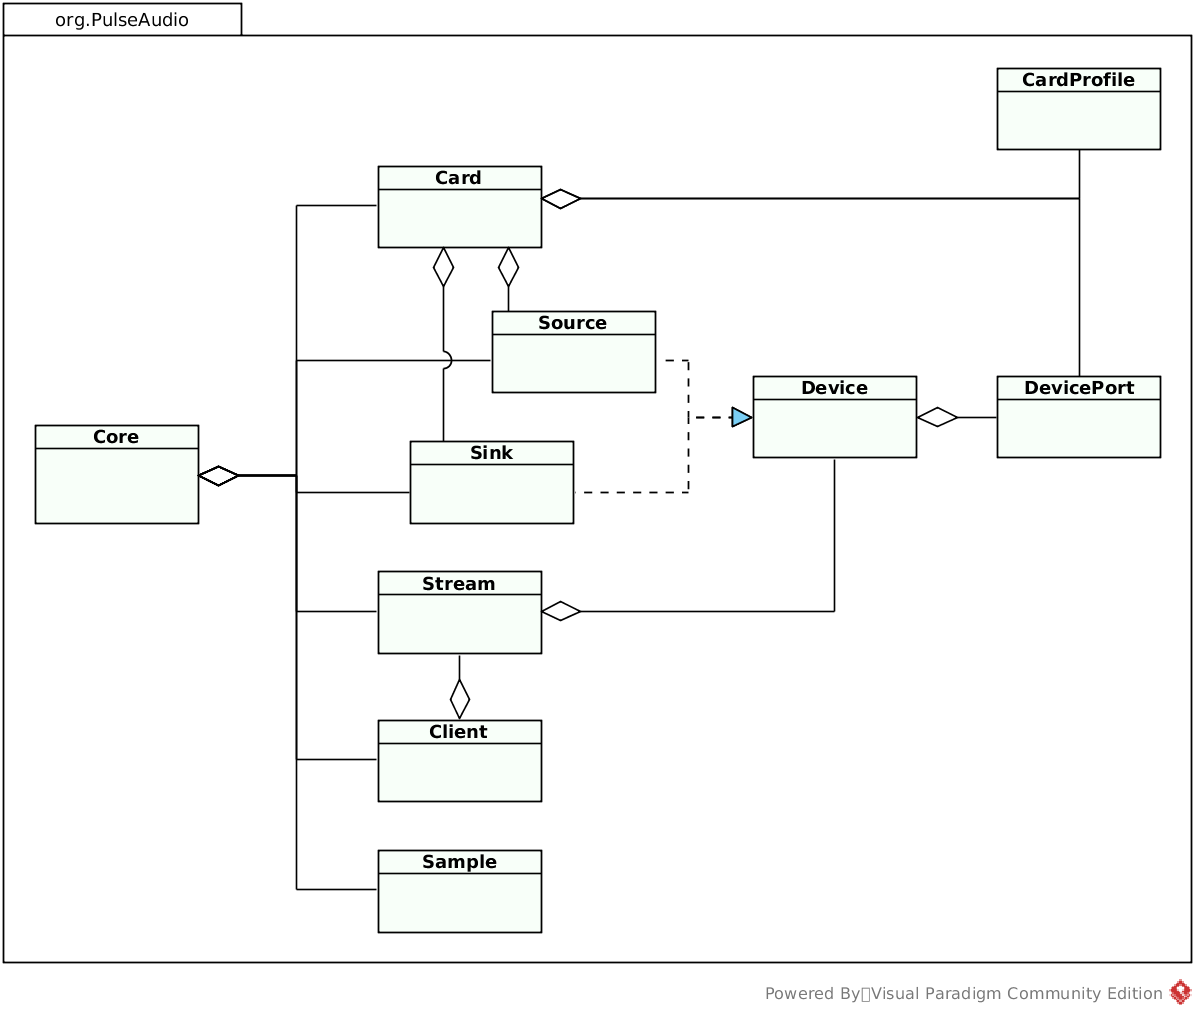 org.PulseAudio
CardProfile
Card
Source
Device
DevicePort
Core
Sink
Stream
Client
Sample
Powered By Visual Paradigm Community Edition